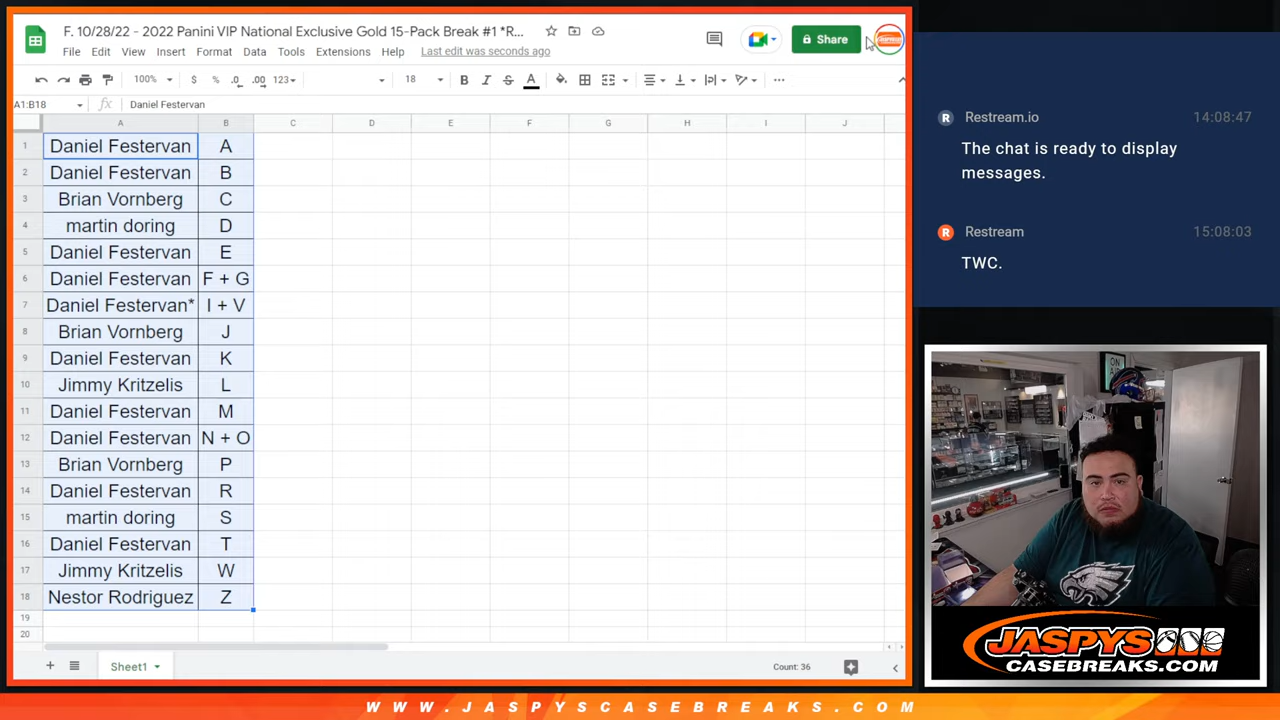 F. 10/28/22 - 2022 Panini VIP National Exclusive Gold 15-Pack Break #1 *R...
File Edit View Insert Format Data Tools Extensions Help Last edit was seconds ago
Share
100% $ % .0 .00 123 18 B I S A
A1:B18 fx Daniel Festervan
A B C D E F G H I J
1 Daniel Festervan A
2 Daniel Festervan B
3 Brian Vornberg C
4 martin doring D
5 Daniel Festervan E
6 Daniel Festervan F + G
7 Daniel Festervan* I + V
8 Brian Vornberg J
9 Daniel Festervan K
10 Jimmy Kritzelis L
11 Daniel Festervan M
12 Daniel Festervan N + O
13 Brian Vornberg P
14 Daniel Festervan R
15 martin doring S
16 Daniel Festervan T
17 Jimmy Kritzelis W
18 Nestor Rodriguez Z
19
20
Sheet1
Count: 36
R Restream.io 14:08:47
The chat is ready to display
messages.
R Restream 15:08:03
TWC.
JASPYS
CASEBREAKS.COM
WWW.JASPYSCASEBREAKS.COM